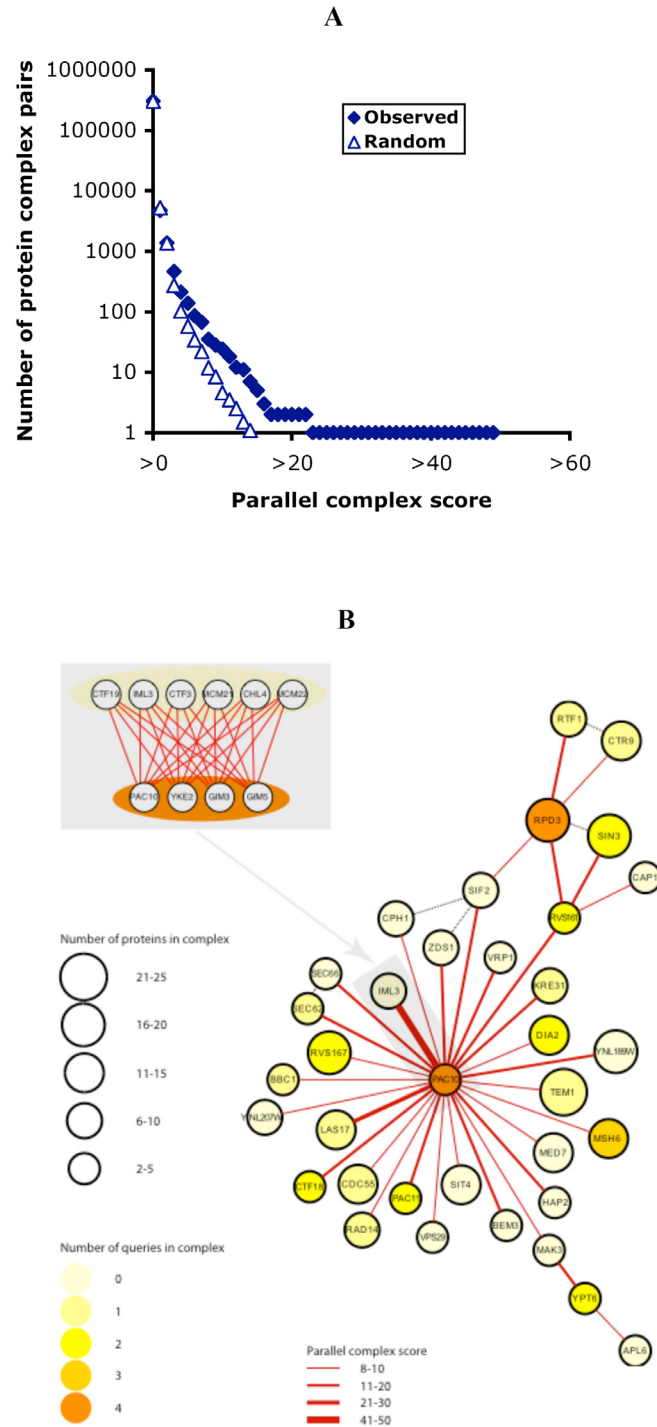 A
Number of protein complex pairs
1000000
100000
10000
1000
100
10
1
Observed
Random
>0 >20 >40 >60
Parallel complex score
B
CTF19 IML3 CTF3 MCM21 CHL4 MCM22
PAC10 YKE2 GIM3 GIM5
RTF1
CTR9
RPD3
SIN3
CAP1
SIF2
CPH1
RVS161
ZDS1
VRP1
SEC66
KRE31
IML3
SEC62
DIA2
RVS167
YNL189W
BBC1
PAC10
TEM1
YNL207W
LAS17
MSH6
MED7
CTF18
CDC55
PAC11
SIT4
HAP2
RAD14
VPS29
BEM3
MAK3
YPT6
APL6
Number of proteins in complex
21-25
16-20
11-15
6-10
2-5
Number of queries in complex
0
1
2
3
4
Parallel complex score
8-10
11-20
21-30
41-50